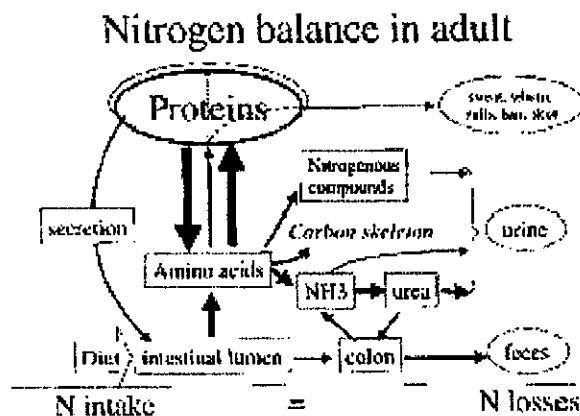 Nitrogen balance in adult
Proteins
Nitrogenous
compounds
secretion
Carbon skeleton
urine
Amino acids
NH3
urea
Diet
intestinal lumen
colon
feces
N intake
=
N losses